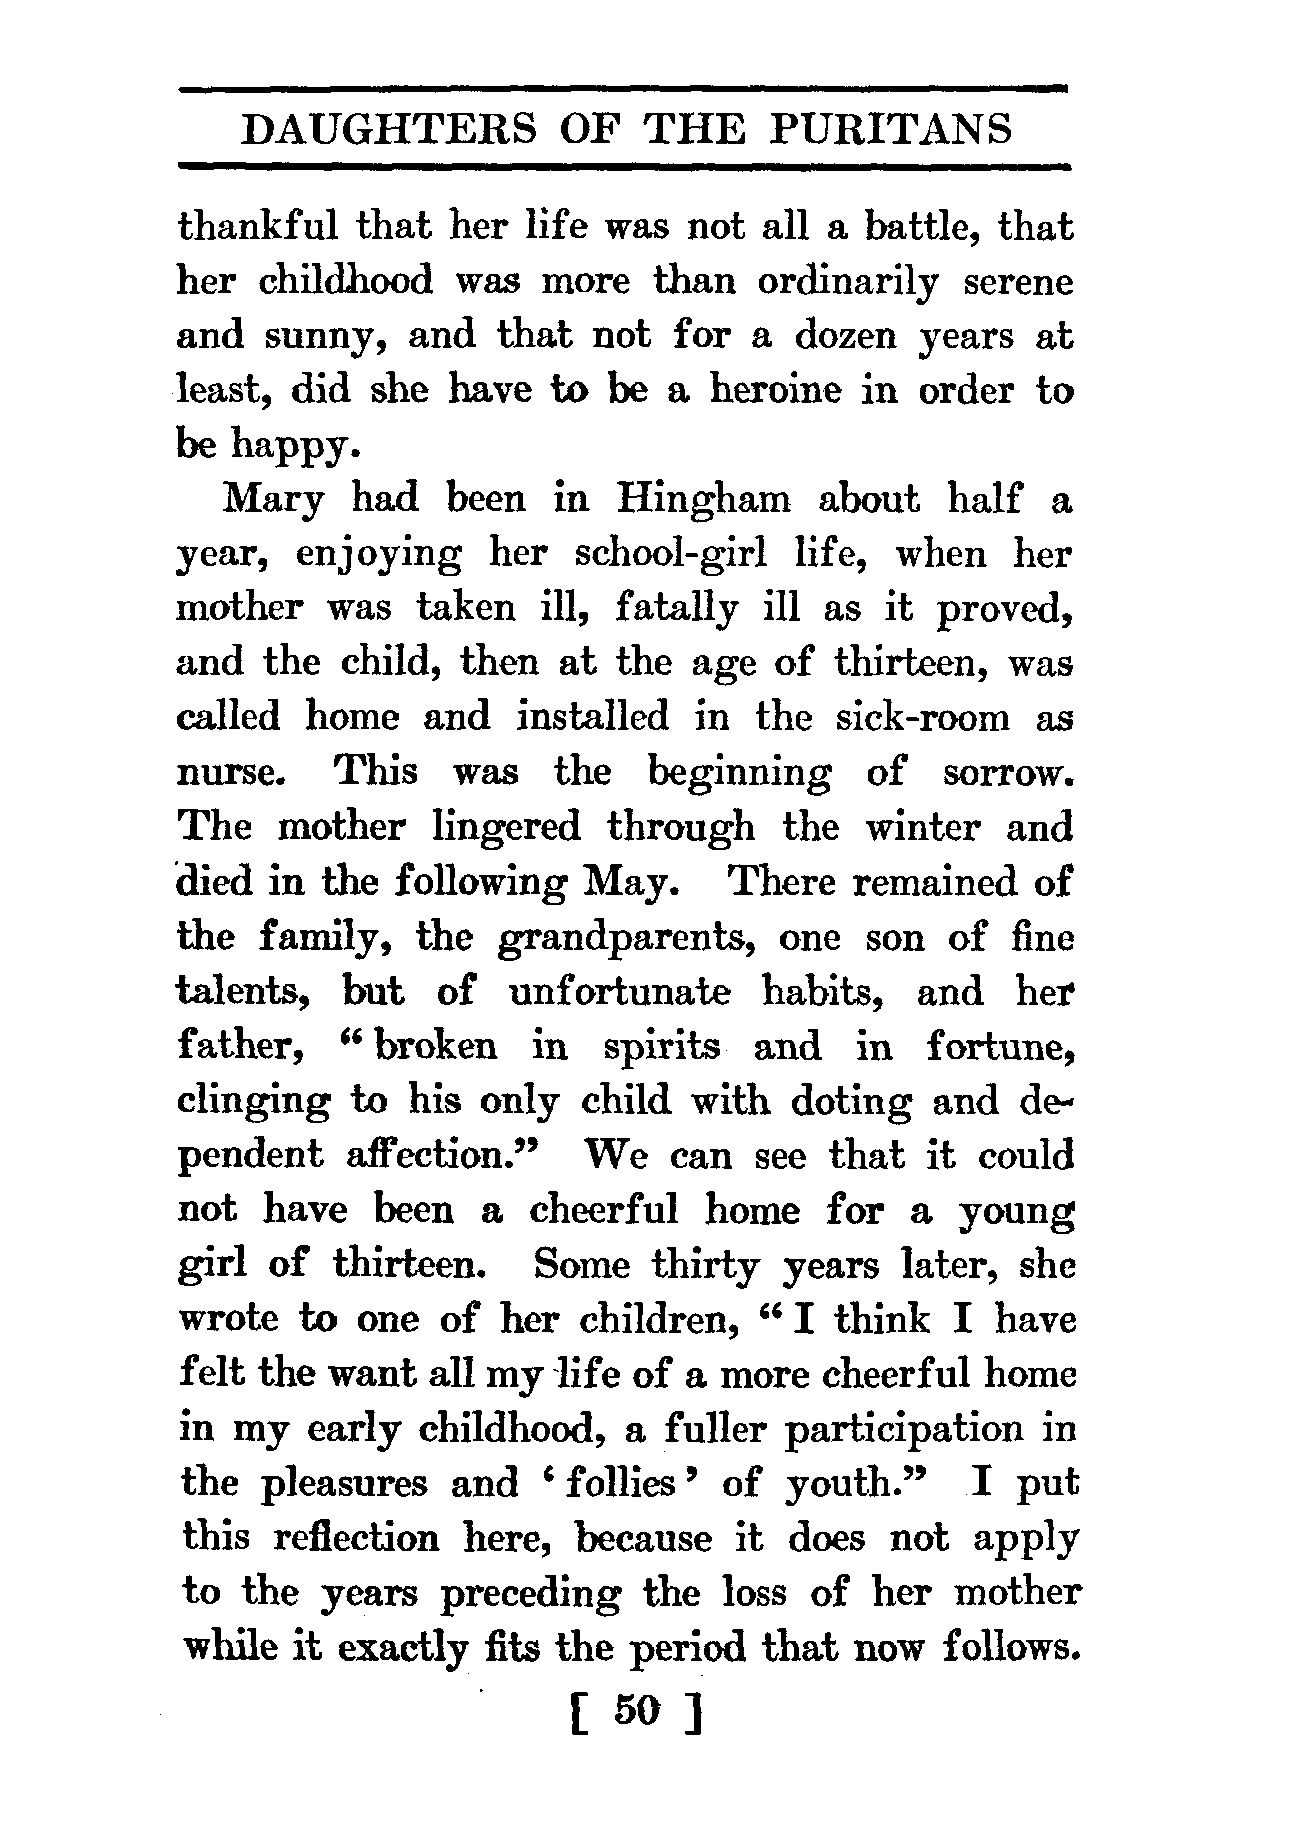 DAUGHTERS OF THE PURITANS
thankful that her life was not all a battle, that
her childhood was more than ordinarily serene
and sunny, and that not for a dozen years at
least, did she have to be a heroine in order to
be happy.
Mary had been in Hingham about half a
year, enjoying her school-girl life, when her
mother was taken ill, fatally ill as it proved,
and the child, then at the age of thirteen, was
called home and installed in the sick-room as
nurse. This was the beginning of sorrow.
The mother lingered through the winter and
died in the following May. There remained of
the family, the grandparents, one son of fine
talents, but of unfortunate habits, and her
father, “ broken in spirits and in fortune,
clinging to his only child with doting and de-
pendent affection.” We can see that it could
not have been a cheerful home for a young
girl of thirteen. Some thirty years later, she
wrote to one of her children, “ I think I have
felt the want all my life of a more cheerful home
in my early childhood, a fuller participation in
the pleasures and ‘ follies ’ of youth.” I put
this reflection here, because it does not apply
to the years preceding the loss of her mother
while it exactly fits the period that now follows.
[ 50 ]